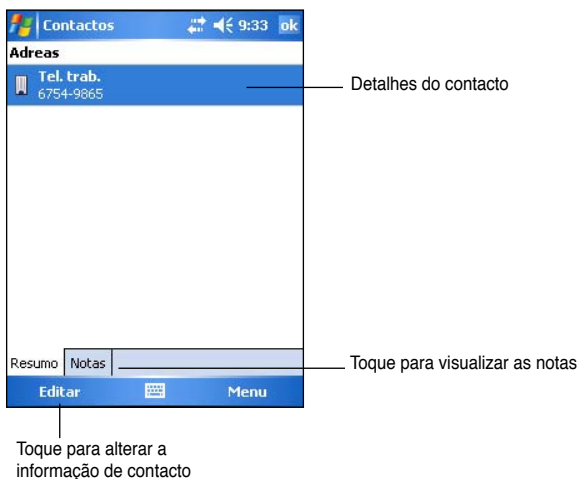 Contactos 9:33 ok
Adreas
Tel. trab.
6754-9865
Detalhes do contacto
Resumo Notas
Toque para visualizar as notas
Editar Menu
Toque para alterar a
informação de contacto